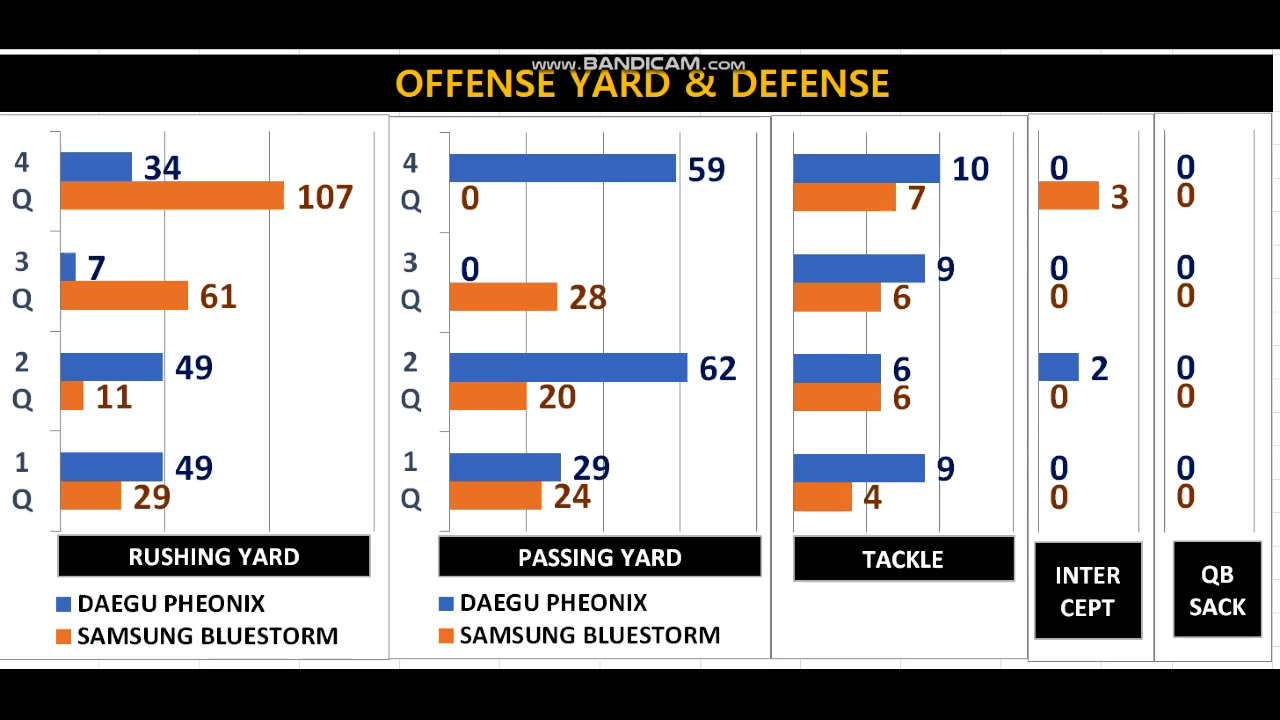 www.BANDICAM.com
OFFENSE YARD & DEFENSE
4
Q
34
107
3
Q
7
61
2
Q
49
11
1
Q
49
29
RUSHING YARD
DAEGU PHEONIX
SAMSUNG BLUESTORM
4
Q
59
0
3
Q
0
28
2
Q
62
20
1
Q
29
24
PASSING YARD
DAEGU PHEONIX
SAMSUNG BLUESTORM
10
7
9
6
6
6
9
4
TACKLE
0
3
0
0
2
0
0
0
INTER
CEPT
0
0
0
0
0
0
0
0
QB
SACK